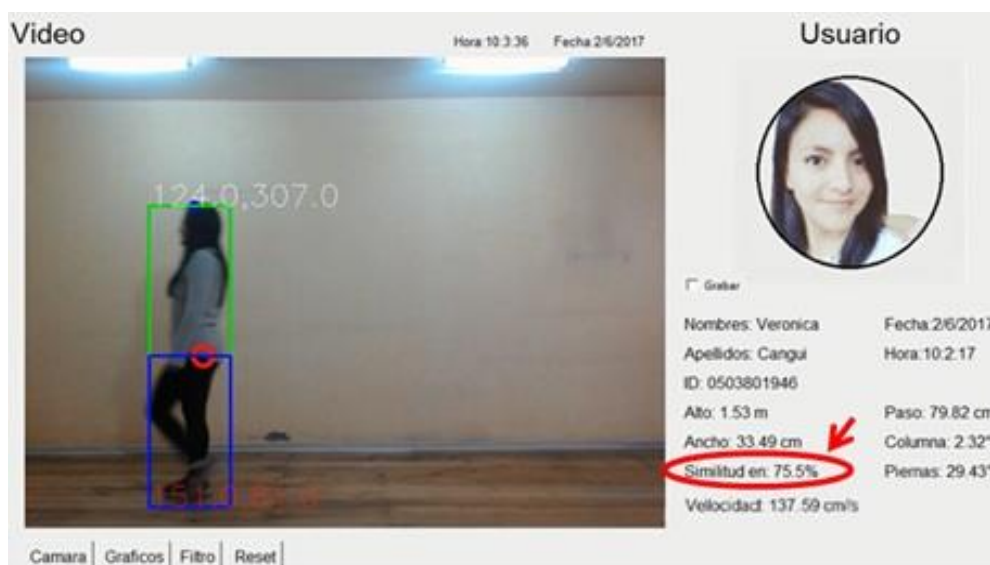 Video
Hora:10:3:36 Fecha:2/6/2017
Usuario
124.0,307.0
Grabar
Nombres: Veronica Fecha:2/6/2017
Apellidos: Cangui Hora:10:2:17
ID: 0503801946
Alto: 1.53 m Paso: 79.82 cm
Ancho: 33.49 cm Columna: 2.32°
Similitud en: 75.5% Piernas: 29.43°
Velocidad: 137.59 cm/s
Camara Graficos Filtro Reset